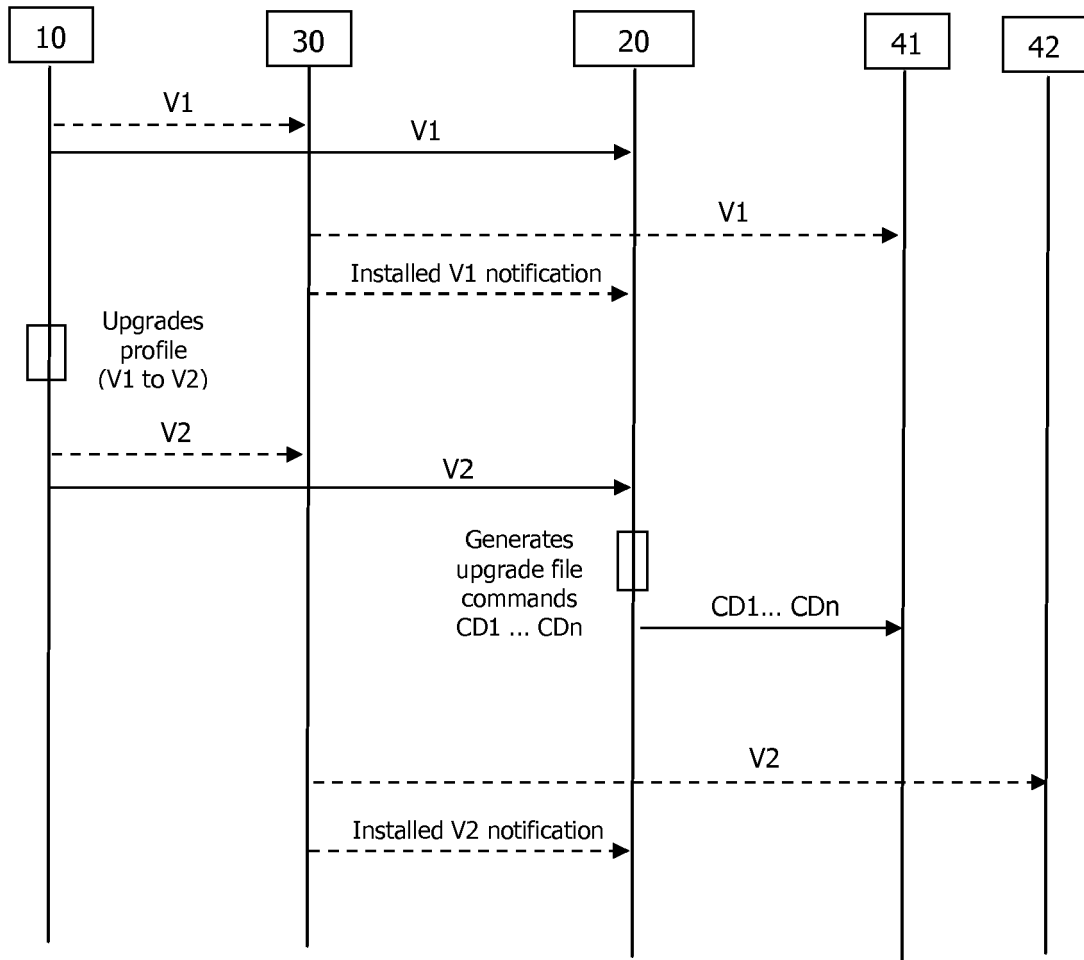 10
30
20
41
42
V1
V1
V1
Installed V1 notification
Upgrades
profile
(V1 to V2)
V2
V2
Generates
upgrade file
commands
CD1 ... CDn
CD1... CDn
V2
Installed V2 notification